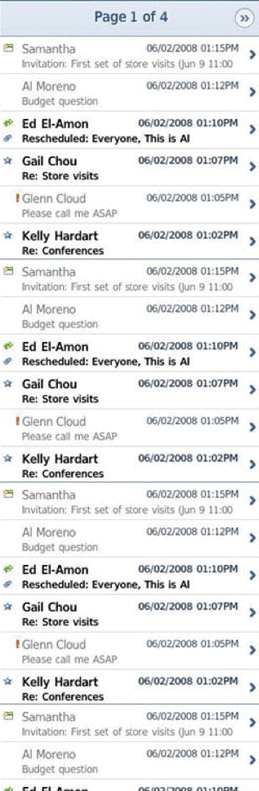 Page 1 of 4 »
Samantha 06/02/2008 01:15PM
Invitation: First set of store visits (Jun 9 11:00
Al Moreno 06/02/2008 01:12PM
Budget question
Ed El-Amon 06/02/2008 01:10PM
Rescheduled: Everyone, This is Al
Gail Chou 06/02/2008 01:07PM
Re: Store visits
!Glenn Cloud 06/02/2008 01:05PM
Please call me ASAP
Kelly Hardart 06/02/2008 01:02PM
Re: Conferences
Samantha 06/02/2008 01:15PM
Invitation: First set of store visits (Jun 9 11:00
Al Moreno 06/02/2008 01:12PM
Budget question
Ed El-Amon 06/02/2008 01:10PM
Rescheduled: Everyone, This is Al
Gail Chou 06/02/2008 01:07PM
Re: Store visits
!Glenn Cloud 06/02/2008 01:05PM
Please call me ASAP
Kelly Hardart 06/02/2008 01:02PM
Re: Conferences
Samantha 06/02/2008 01:15PM
Invitation: First set of store visits (Jun 9 11:00
Al Moreno 06/02/2008 01:12PM
Budget question
Ed El-Amon 06/02/2008 01:10PM
Rescheduled: Everyone, This is Al
Gail Chou 06/02/2008 01:07PM
Re: Store visits
!Glenn Cloud 06/02/2008 01:05PM
Please call me ASAP
Kelly Hardart 06/02/2008 01:02PM
Re: Conferences
Samantha 06/02/2008 01:15PM
Invitation: First set of store visits (Jun 9 11:00
Al Moreno 06/02/2008 01:12PM
Budget question
Ed El-Amon 06/02/2008 01:10PM